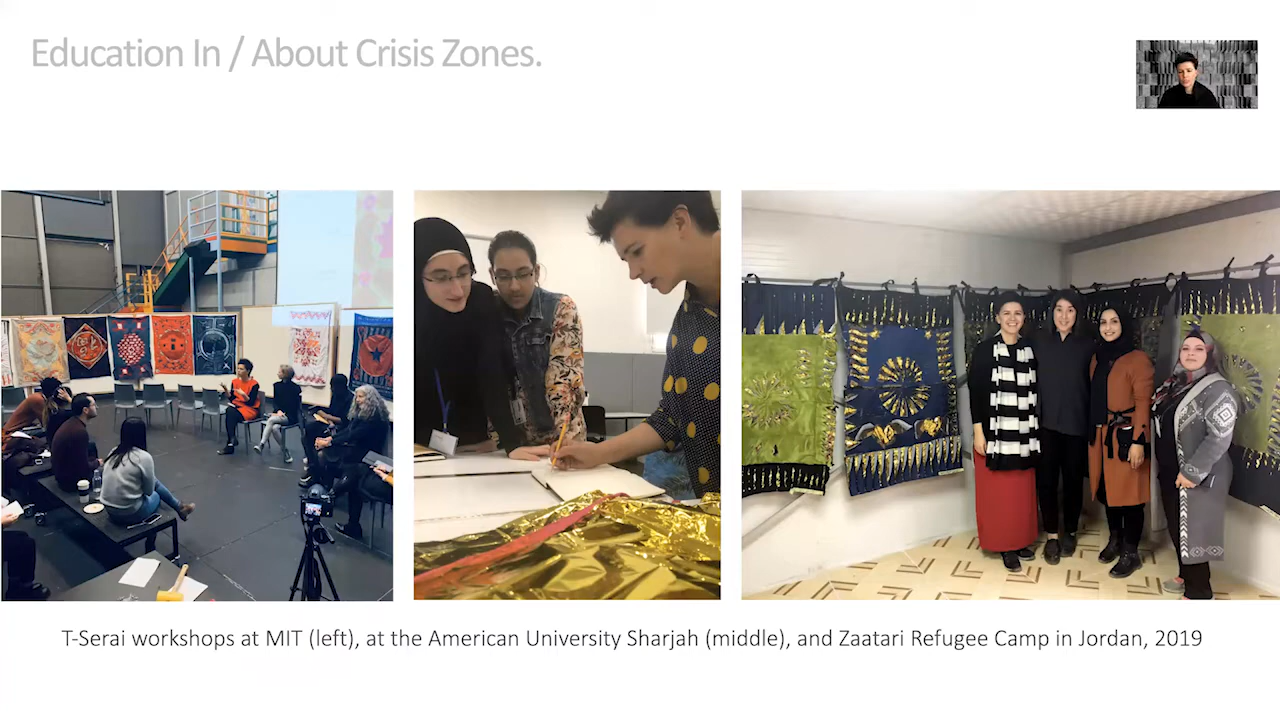 Education In / About Crisis Zones.
T-Serai workshops at MIT (left), at the American University Sharjah (middle), and Zaatari Refugee Camp in Jordan, 2019